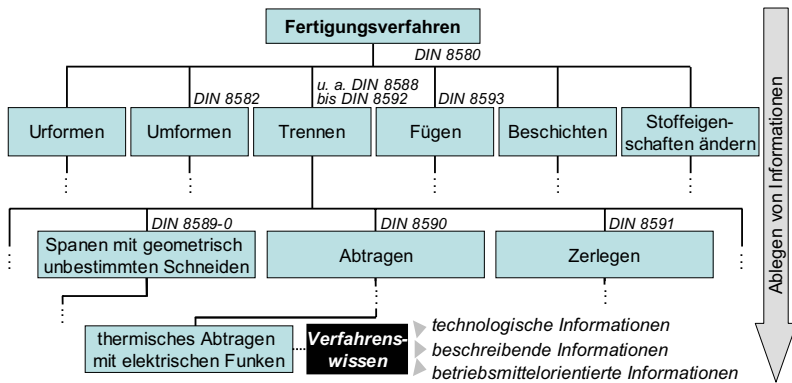 Fertigungsverfahren
DIN 8580
u. a. DIN 8588
bis DIN 8592
DIN 8582
DIN 8593
Urformen
Umformen
Trennen
Fügen
Beschichten
Stoffeigen-
schaften ändern
DIN 8589-0
DIN 8590
DIN 8591
Spanen mit geometrisch
unbestimmten Schneiden
Abtragen
Zerlegen
thermisches Abtragen
mit elektrischen Funken
Verfahrens-
wissen
technologische Informationen
beschreibende Informationen
betriebsmittelorientierte Informationen
Ablegen von Informationen